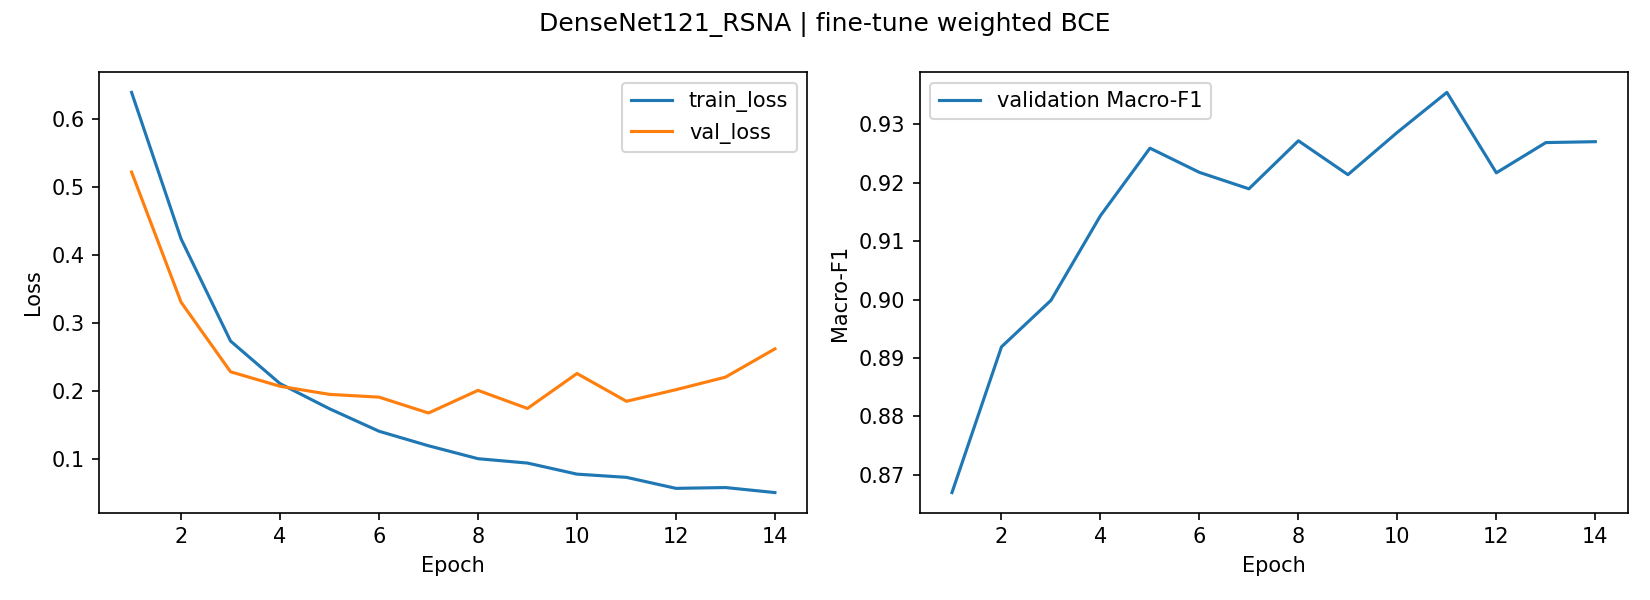 DenseNet121_RSNA | fine-tune weighted BCE
train_loss
val_loss
0.6
0.5
0.4
0.3
0.2
0.1
Loss
2 4 6 8 10 12 14
Epoch
validation Macro-F1
0.93
0.92
0.91
0.90
0.89
0.88
0.87
Macro-F1
2 4 6 8 10 12 14
Epoch